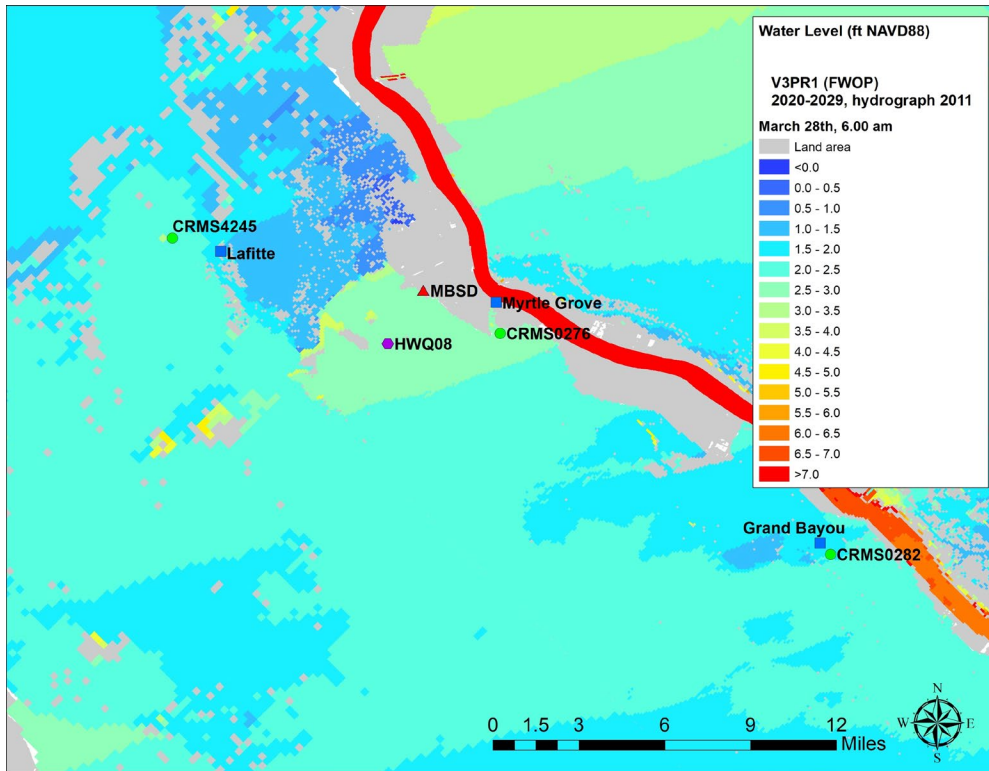 Water Level (ft NAVD88)
V3PR1 (FWOP)
2020-2029, hydrograph 2011
March 28th, 6.00 am
Land area
<0.0
0.0 - 0.5
0.5 - 1.0
1.0 - 1.5
1.5 - 2.0
2.0 - 2.5
2.5 - 3.0
3.0 - 3.5
3.5 - 4.0
4.0 - 4.5
4.5 - 5.0
5.0 - 5.5
5.5 - 6.0
6.0 - 6.5
6.5 - 7.0
>7.0
CRMS4245
Lafitte
MBSD
Myrtle Grove
CRMS0276
HWQ08
Grand Bayou
CRMS0282
N
W E
S
0 1.5 3 6 9 12
Miles